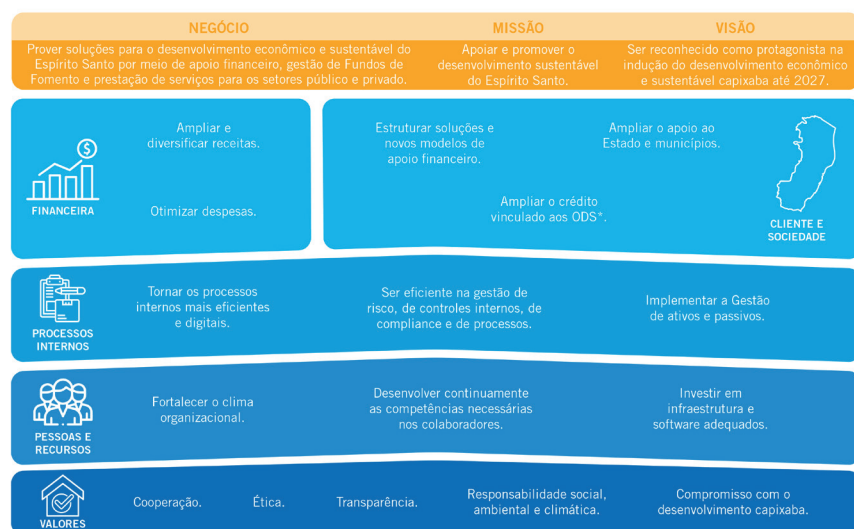 NEGÓCIO
Prover soluções para o desenvolvimento econômico e sustentável do
Espírito Santo por meio de apoio financeiro, gestão de Fundos de
Fomento e prestação de serviços para os setores público e privado.
MISSÃO
Apoiar e promover o
desenvolvimento sustentável
do Espírito Santo.
VISÃO
Ser reconhecido como protagonista na
indução do desenvolvimento econômico
e sustentável capixaba até 2027.
$
FINANCEIRA
Ampliar e
diversificar receitas.
Otimizar despesas.
Estruturar soluções e
novos modelos de
apoio financeiro.
Ampliar o apoio ao
Estado e municípios.
Ampliar o crédito
vinculado aos ODS*.
CLIENTE E
SOCIEDADE
PROCESSOS
INTERNOS
Tornar os processos
internos mais eficientes
e digitais.
Ser eficiente na gestão de
risco, de controles internos, de
compliance e de processos.
Implementar a Gestão
de ativos e passivos.
PESSOAS E
RECURSOS
Fortalecer o clima
organizacional.
Desenvolver continuamente
as competências necessárias
nos colaboradores.
Investir em
infraestrutura e
software adequados.
VALORES
Cooperação.
Ética.
Transparência.
Responsabilidade social,
ambiental e climática.
Compromisso com o
desenvolvimento capixaba.